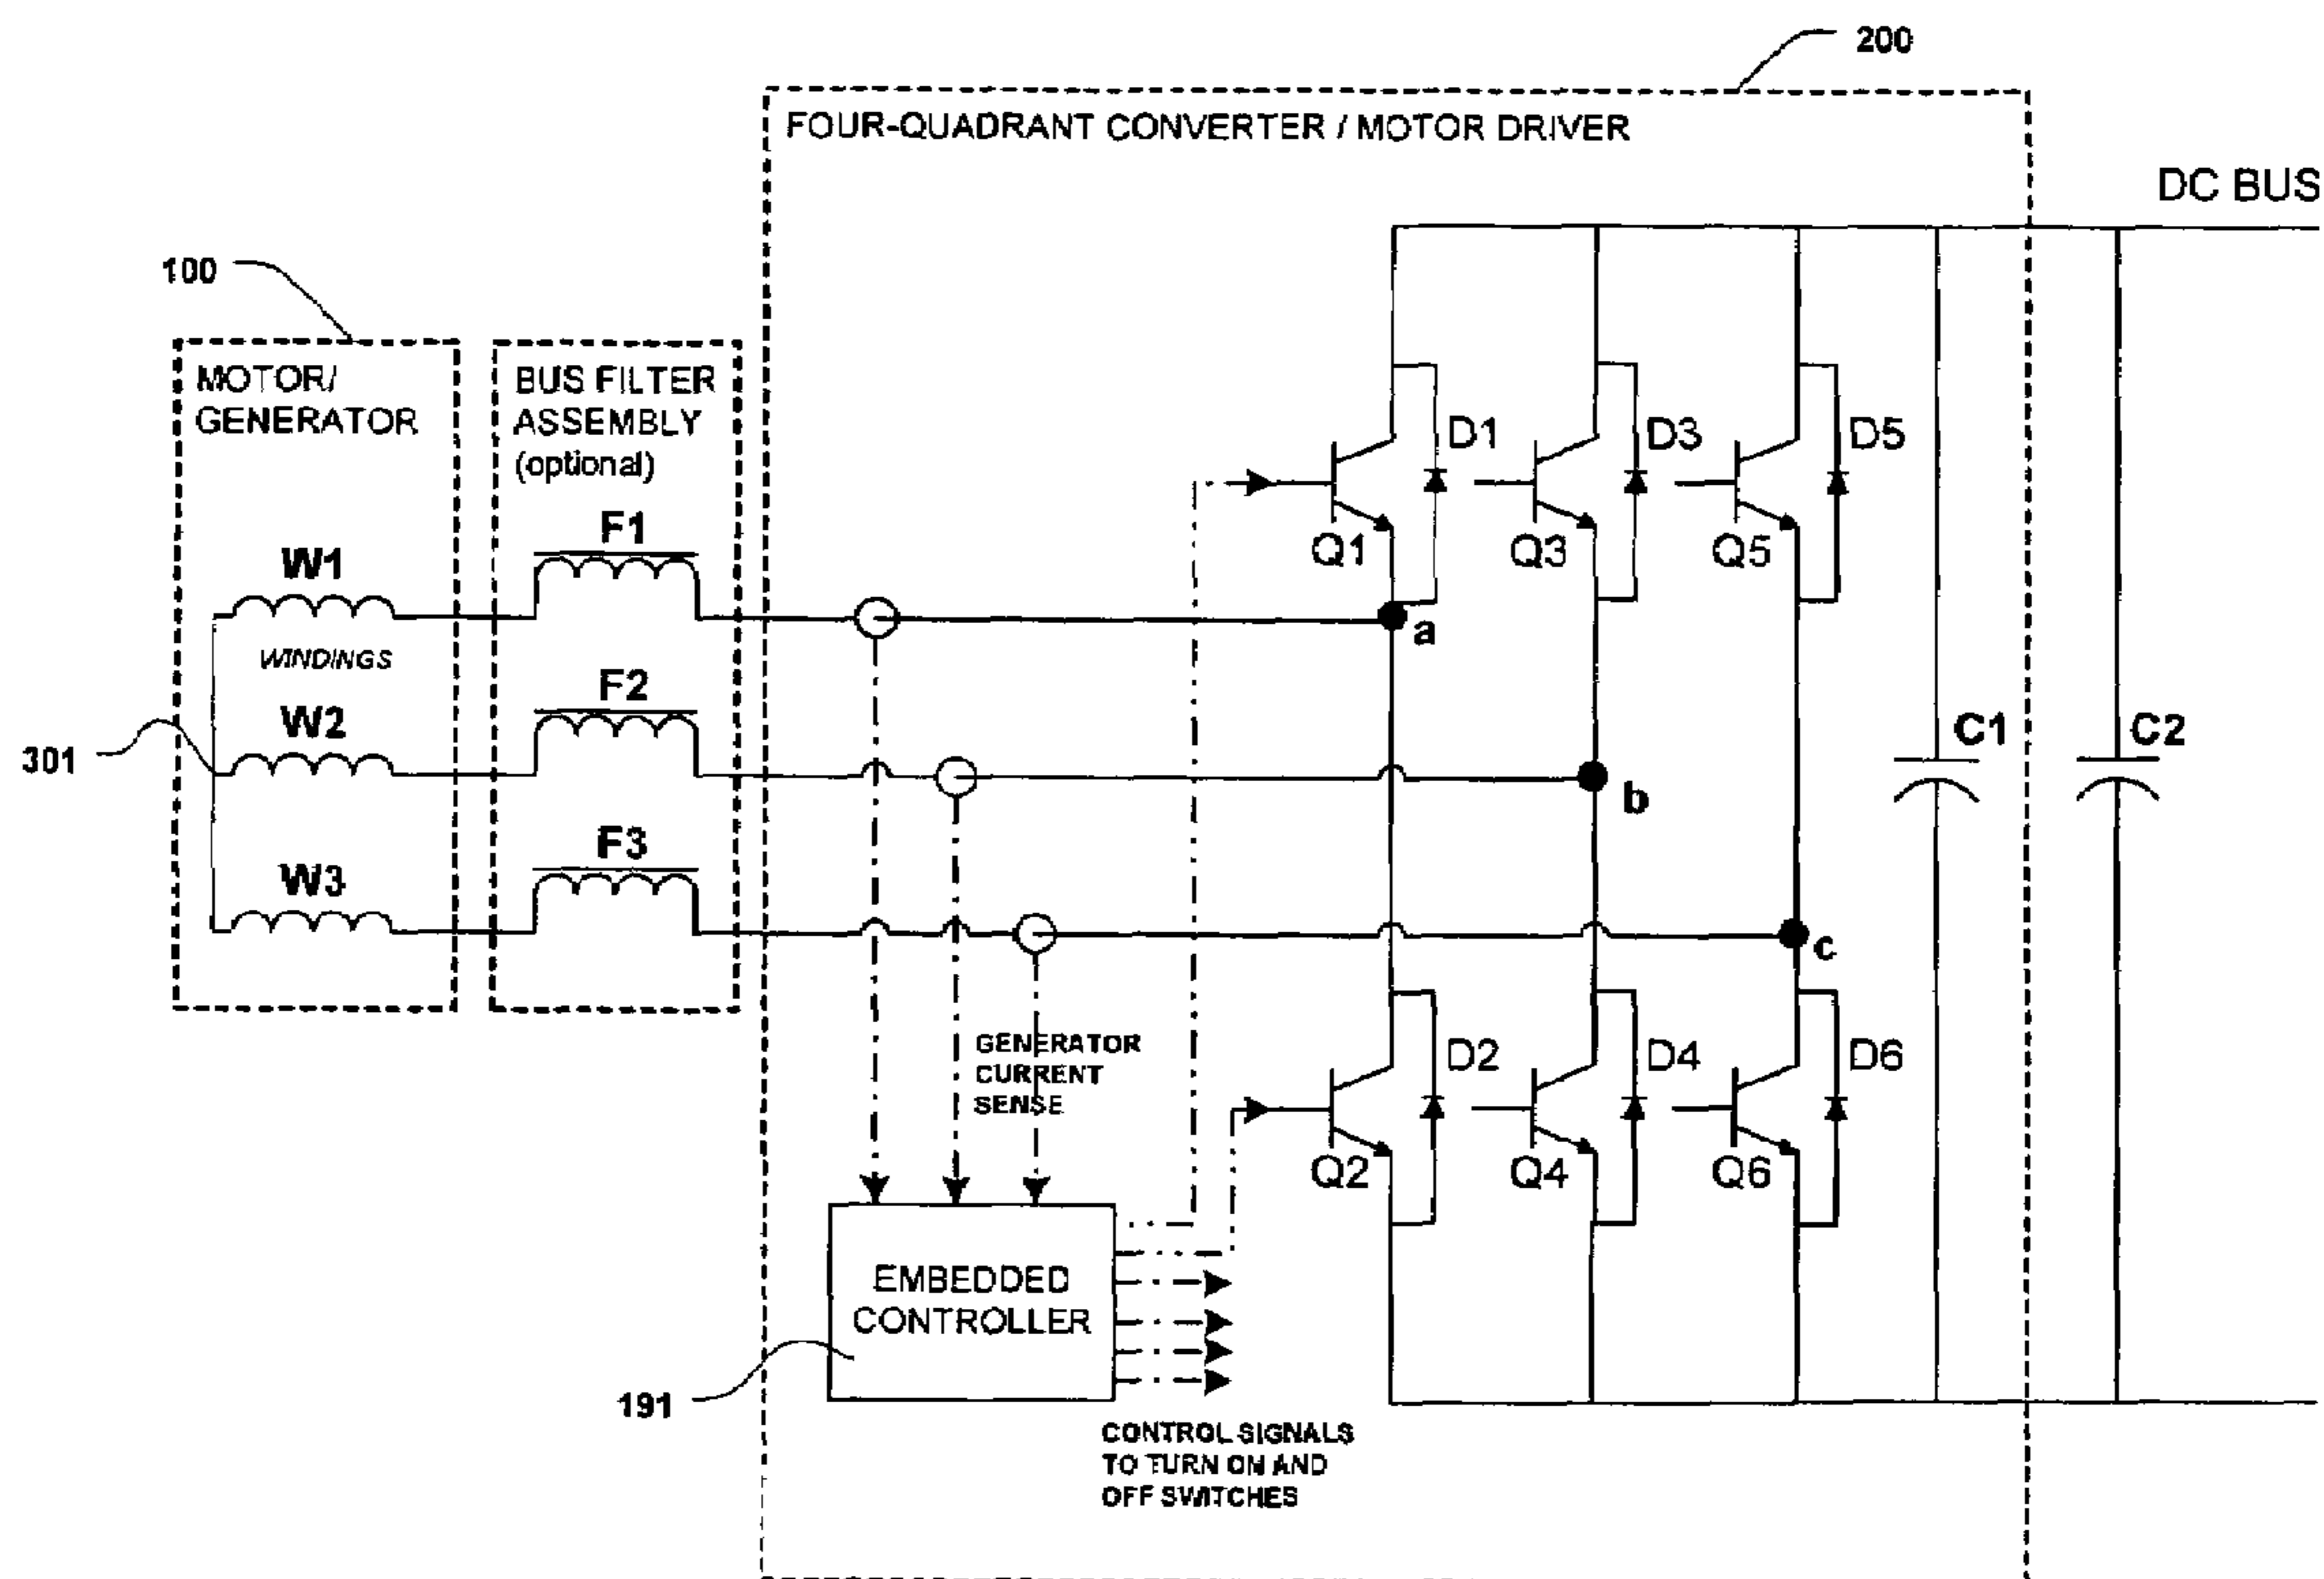 200
FOUR-QUADRANT CONVERTER / MOTOR DRIVER
DC BUS
100
MOTOR/
GENERATOR
BUS FILTER
ASSEMBLY
(optional)
D1
D3
D5
Q1
Q3
Q5
F1
W1
a
WINDINGS
F2
W2
301
b
C1
C2
F3
W3
c
GENERATOR
CURRENT
SENSE
D2
D4
D6
Q2
Q4
Q6
EMBEDDED
CONTROLLER
191
CONTROL SIGNALS
TO TURN ON AND
OFF SWITCHES